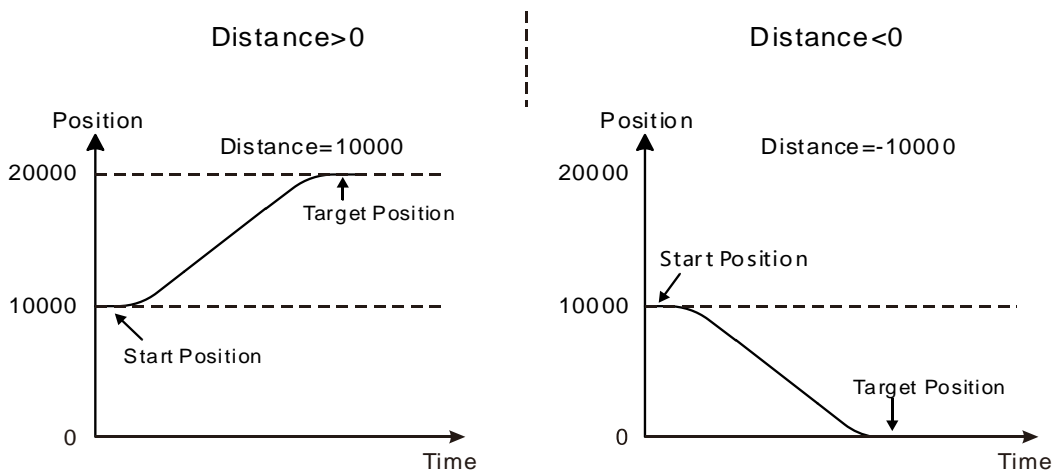 Distance>0
Position
Distance=10000
20000
Target Position
10000
Start Position
0
Time
Distance<0
Position
Distance=-10000
20000
Start Position
10000
Target Position
0
Time